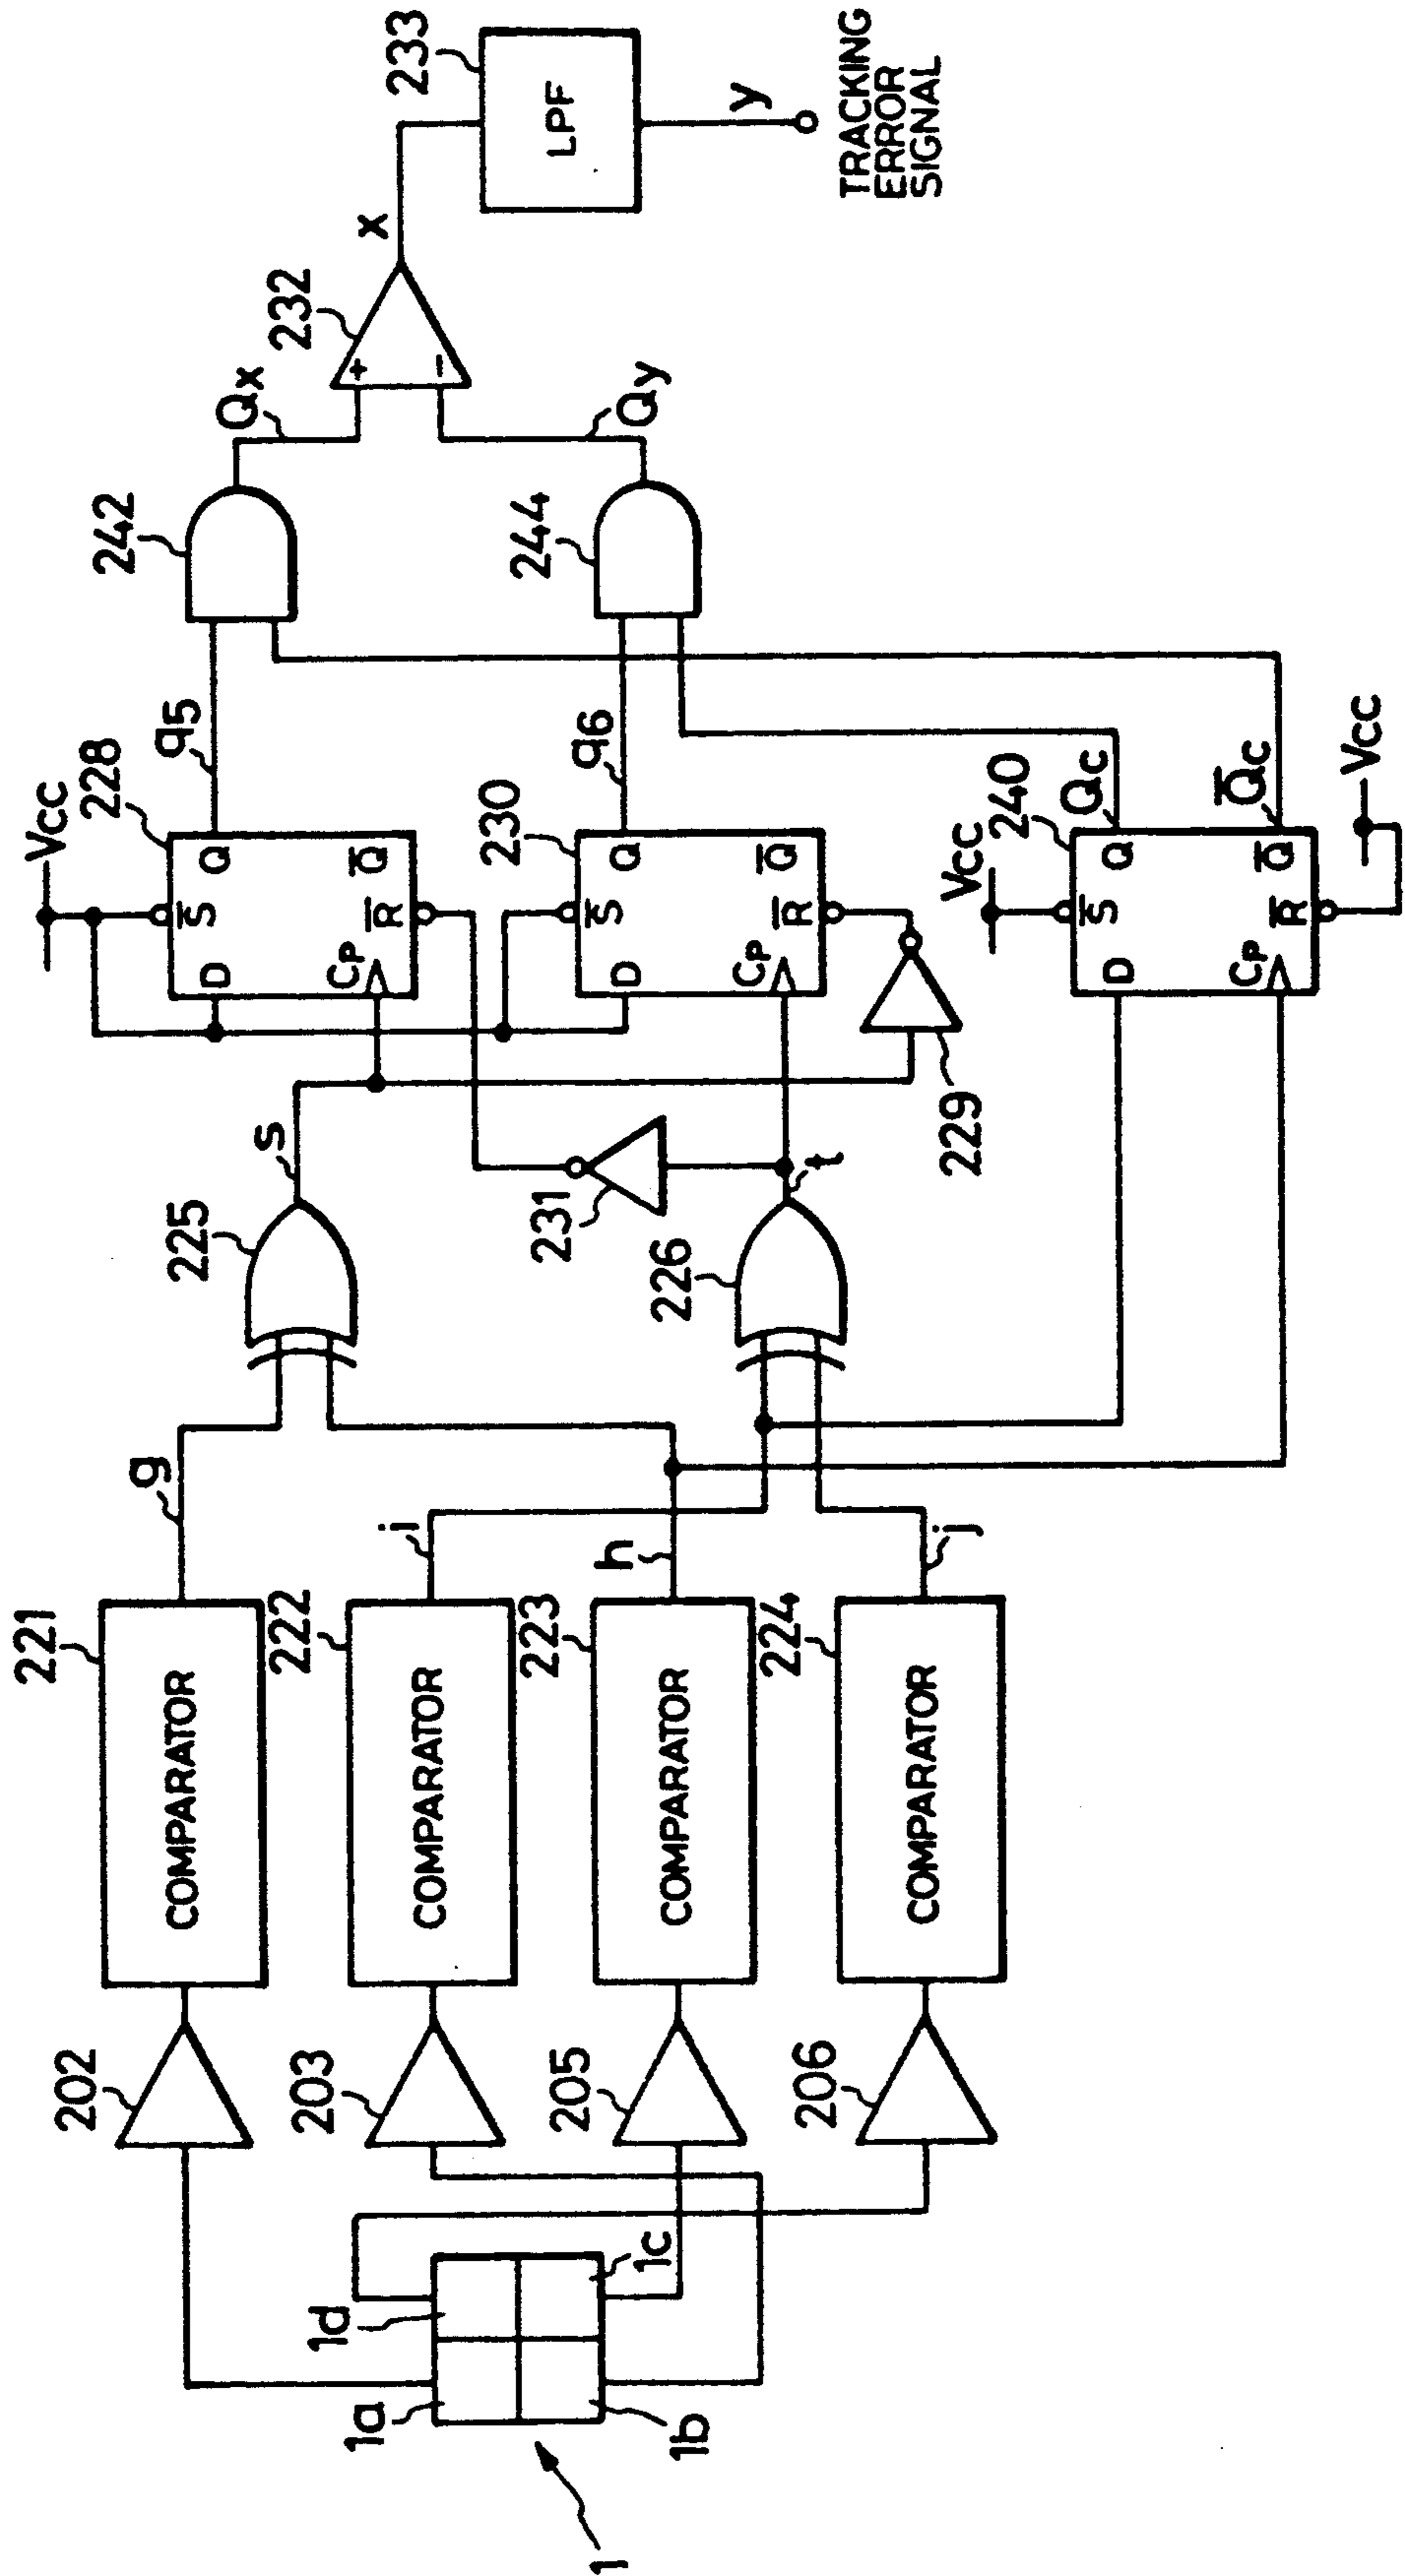 1
1a
1d
1b
1c
202
203
205
206
221
COMPARATOR
222
COMPARATOR
223
COMPARATOR
224
COMPARATOR
g
i
h
j
225
s
226
t
231
229
Vcc
228
D
S̅
Q
CP
R̅
Q̅
q5
230
D
S̅
Q
CP
R̅
Q̅
q6
Vcc
240
D
S̅
Q
CP
R̅
Q̅
Qc
Q̅c
Vcc
242
244
Qx
Qy
232
+
−
x
233
LPF
y
TRACKING
ERROR
SIGNAL